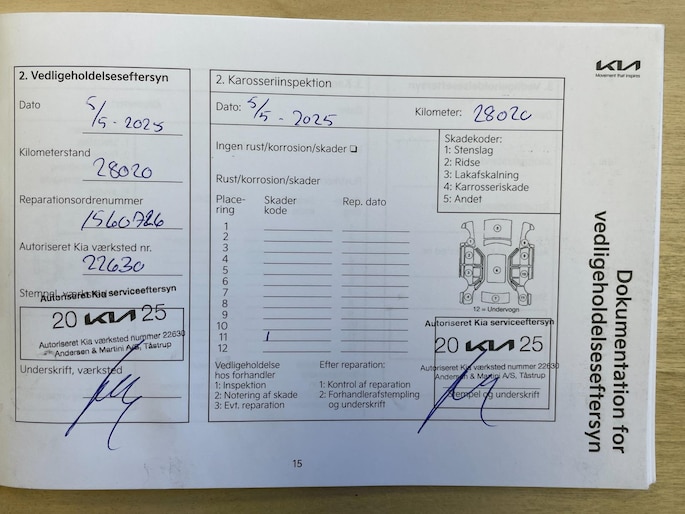 KIA
Movement that inspires
Dokumentation for
vedligeholdelseseftersyn
2. Vedligeholdelseseftersyn
Dato
5/5-2025
Kilometerstand
28020
Reparationsordrenummer
1560726
Autoriseret Kia værksted nr.
22630
Stempel, værksted
Autoriseret Kia serviceeftersyn
20 KIA 25
Autoriseret Kia værksted nummer 22630
Andersen & Martini A/S, Tåstrup
Underskrift, værksted
2. Karosseriinspektion
Dato: 5/5-2025
Kilometer: 28020
Ingen rust/korrosion/skader ❏
Rust/korrosion/skader
Skadekoder:
1: Stenslag
2: Ridse
3: Lakafskalning
4: Karrosseriskade
5: Andet
Place-
ring
Skader
kode
Rep. dato
1
2
3
4
5
6
7
8
9
10
11 1
12
12 = Undervogn
Vedligeholdelse
hos forhandler
1: Inspektion
2: Notering af skade
3: Evt. reparation
Efter reparation:
1: Kontrol af reparation
2: Forhandlerafstempling
og underskrift
Autoriseret Kia serviceeftersyn
20 KIA 25
Autoriseret Kia værksted nummer 22630
Andersen & Martini A/S, Tåstrup
Stempel og underskrift
15